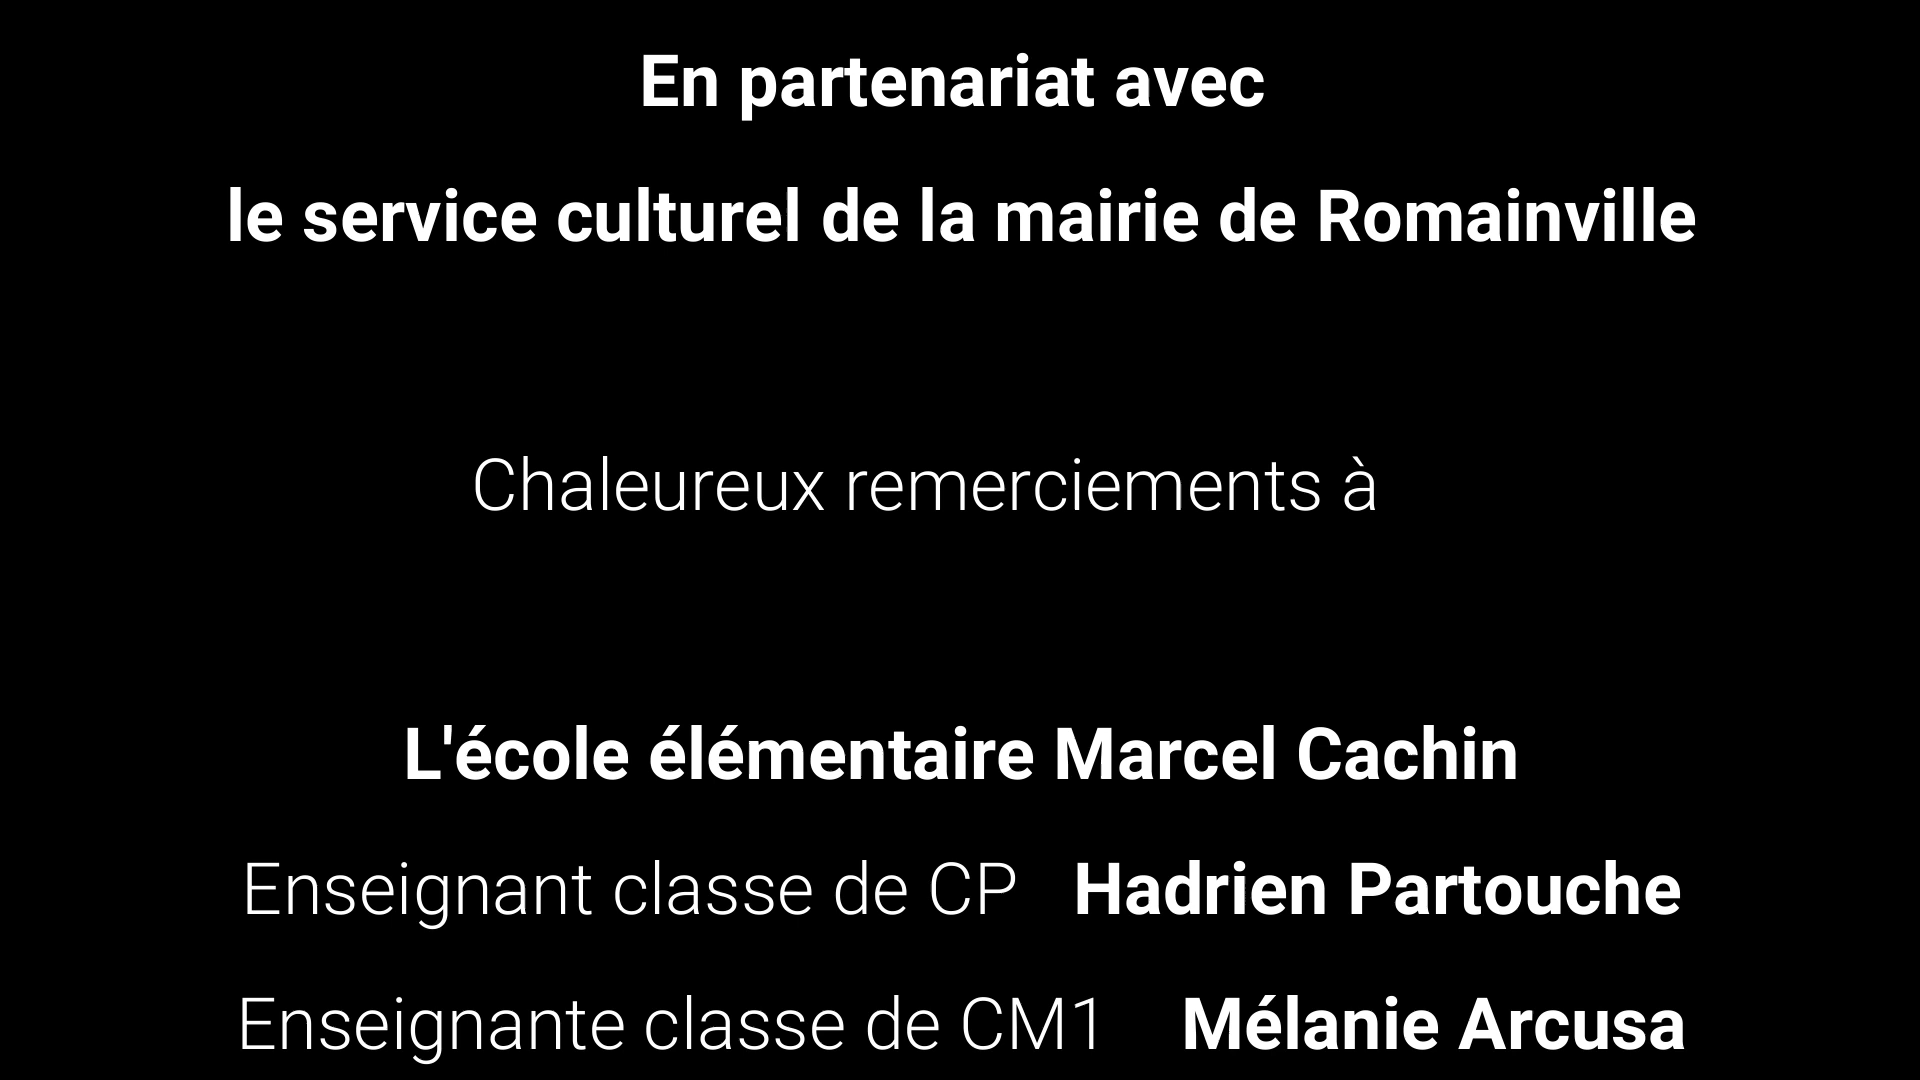 En partenariat avec
le service culturel de la mairie de Romainville
Chaleureux remerciements à
L'école élémentaire Marcel Cachin
Enseignant classe de CP Hadrien Partouche
Enseignante classe de CM1 Mélanie Arcusa